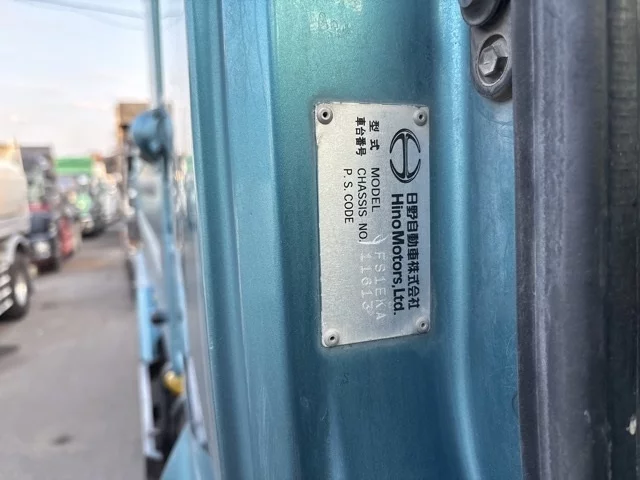 日野自動車株式会社
Hino Motors, Ltd.
型式 MODEL FS1EKA
車台番号 CHASSIS NO. 11613
P. S. CODE